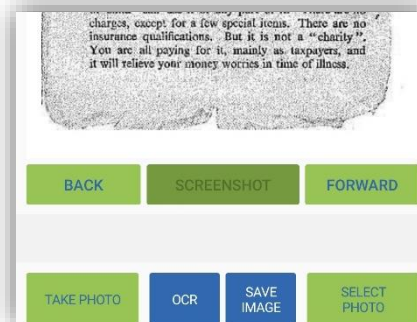 charges, except for a few special items. There are no
insurance qualifications. But it is not a “charity”.
You are all paying for it, mainly as taxpayers, and
it will relieve your money worries in time of illness.
BACK
SCREENSHOT
FORWARD
TAKE PHOTO
OCR
SAVE
IMAGE
SELECT
PHOTO